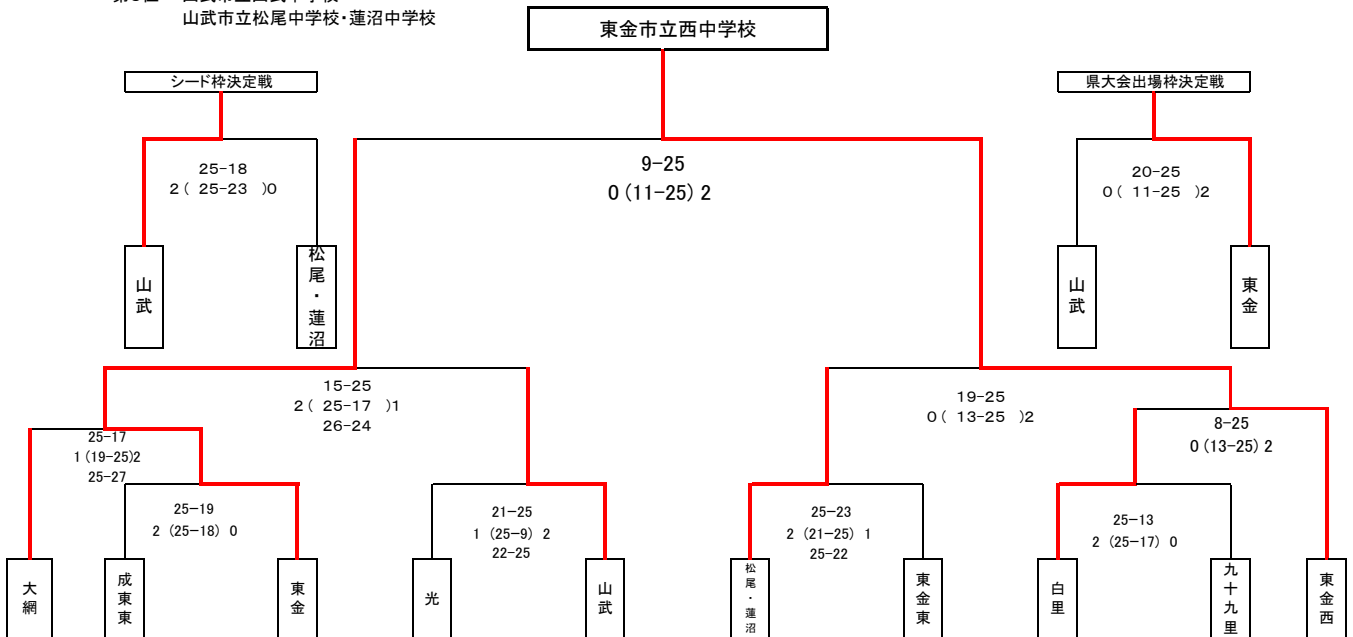 山武市立松尾中学校・蓮沼中学校
東金市立西中学校
シード枠決定戦
県大会出場枠決定戦
25-18
2 ( 25-23 )0
9-25
0 (11-25) 2
20-25
0 ( 11-25 )2
山武
松尾・蓮沼
山武
東金
15-25
2 ( 25-17 )1
26-24
19-25
0 ( 13-25 )2
25-17
1 (19-25)2
25-27
8-25
0 (13-25) 2
25-19
2 (25-18) 0
21-25
1 (25-9) 2
22-25
25-23
2 (21-25) 1
25-22
25-13
2 (25-17) 0
大網
成東東
東金
光
山武
松尾・蓮沼
東金東
白里
九十九里
東金西